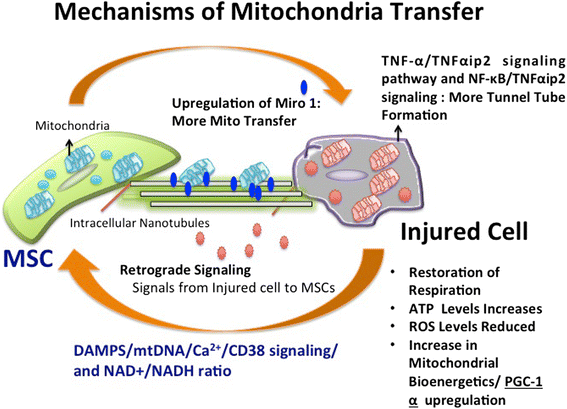 Mechanisms of Mitochondria Transfer
TNF-α/TNFαip2 signaling
pathway and NF-κB/TNFαip2
signaling : More Tunnel Tube
Formation
Upregulation of Miro 1:
More Mito Transfer
Mitochondria
Intracellular Nanotubules
MSC
Injured Cell
Retrograde Signaling
Signals from Injured cell to MSCs
DAMPS/mtDNA/Ca²⁺/CD38 signaling/
and NAD+/NADH ratio
• Restoration of
Respiration
• ATP Levels Increases
• ROS Levels Reduced
• Increase in
Mitochondrial
Bioenergetics/ PGC-1
α upregulation